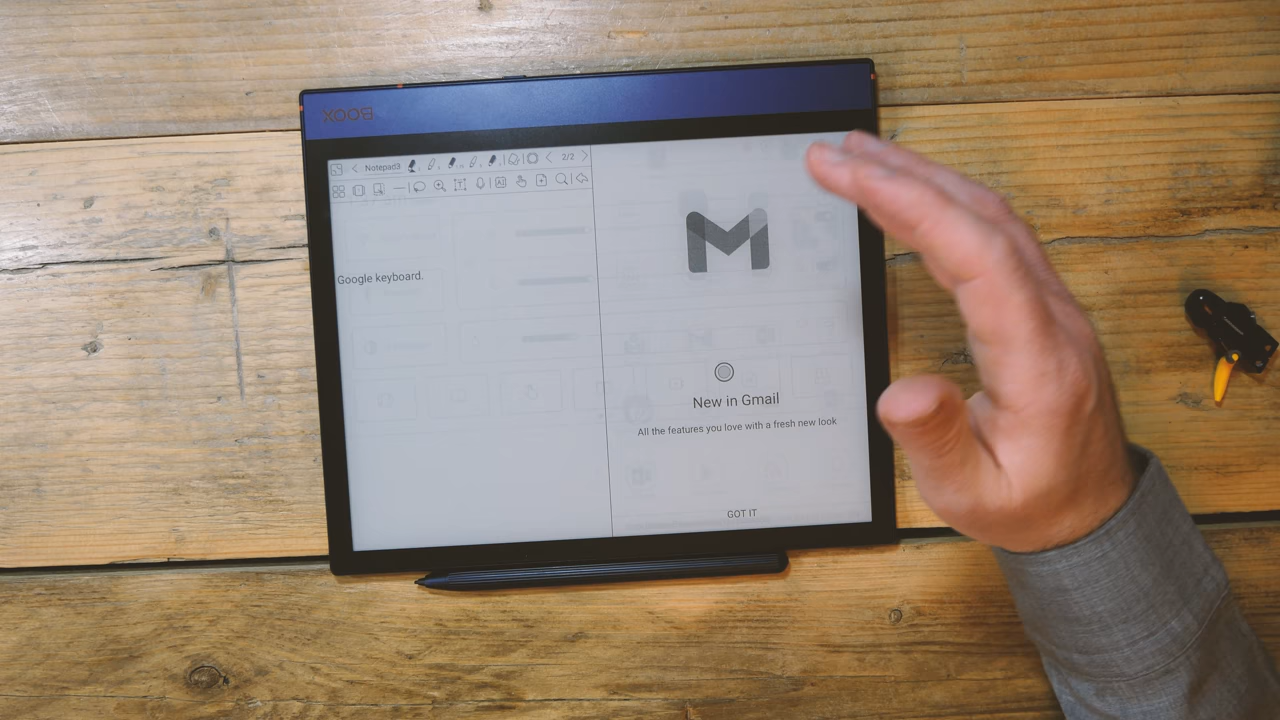 BOOX
Notepad3
2/2
Google keyboard.
New in Gmail
All the features you love with a fresh new look
GOT IT